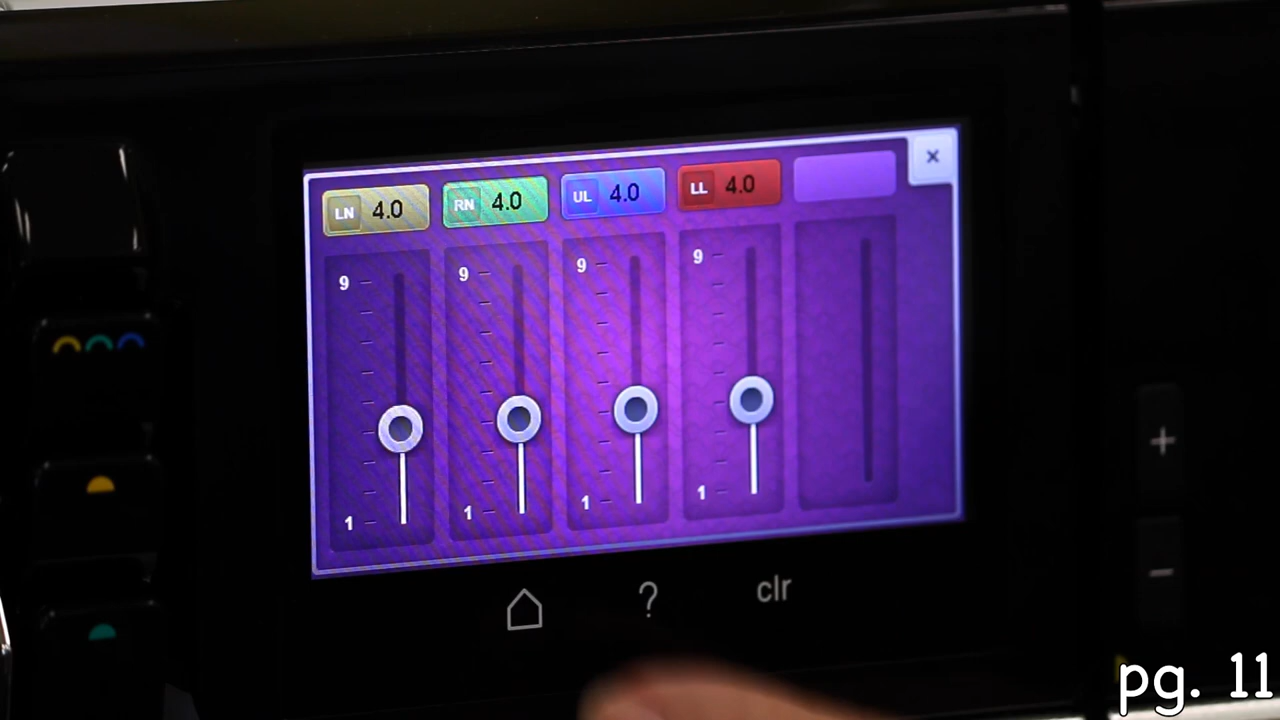 LN 4.0 RN 4.0 UL 4.0 LL 4.0 ×
9 9 9 9
1 1 1 1
+
−
? clr
pg. 11